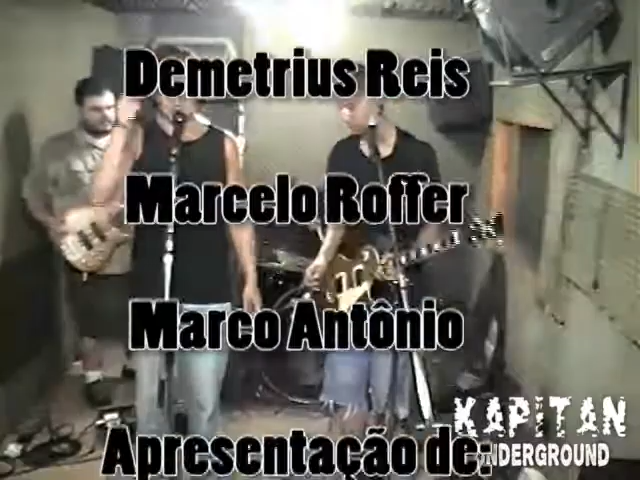 Demetrius Reis
Marcelo Roffer
Marco Antônio
Apresentação de:
KAPITAN
UNDERGROUND